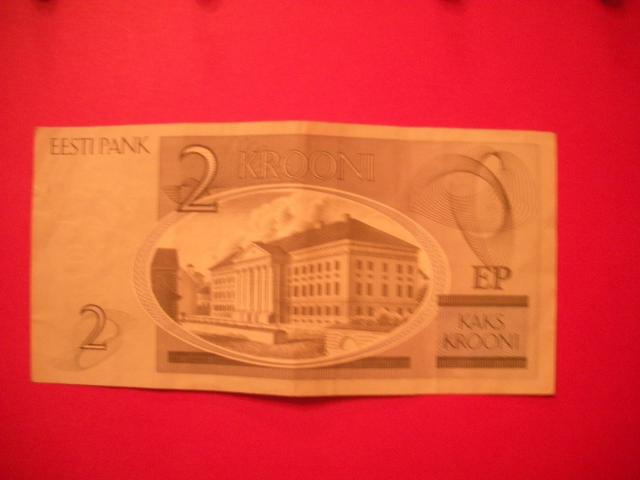 EESTI PANK
2 KROONI
EP
2
KAKS
KROONI